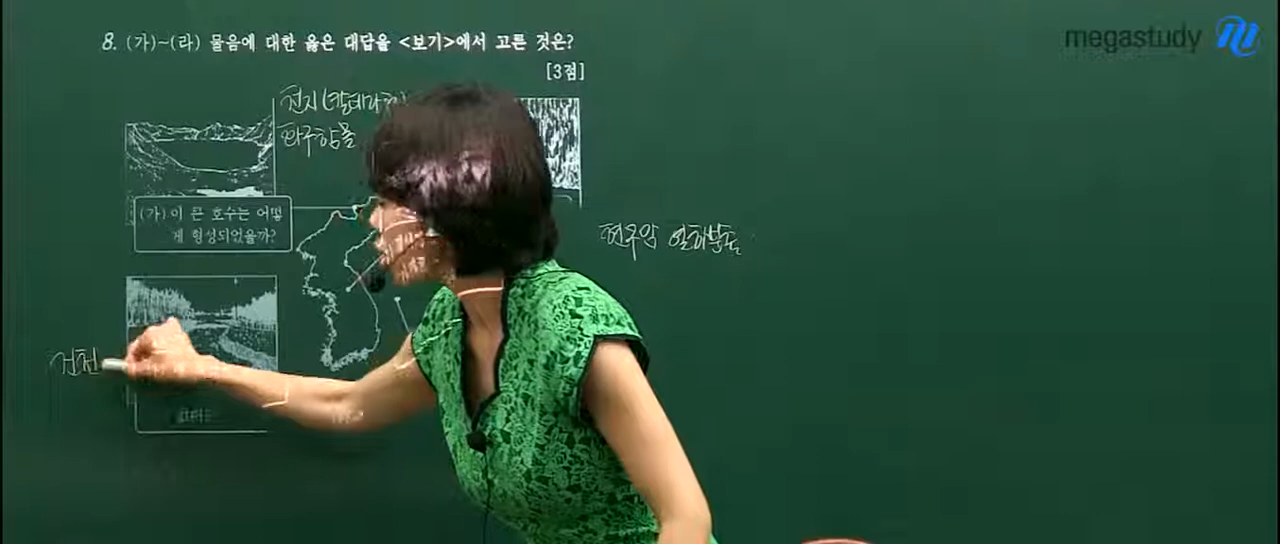 megastudy
8. (가)~(라) 물음에 대한 옳은 대답을 <보기>에서 고른 것은?
[3점]
천지(칼데라호)
화구함몰
(가) 이 큰 호수는 어떻
게 형성되었을까?
현무암 열하분출
건천